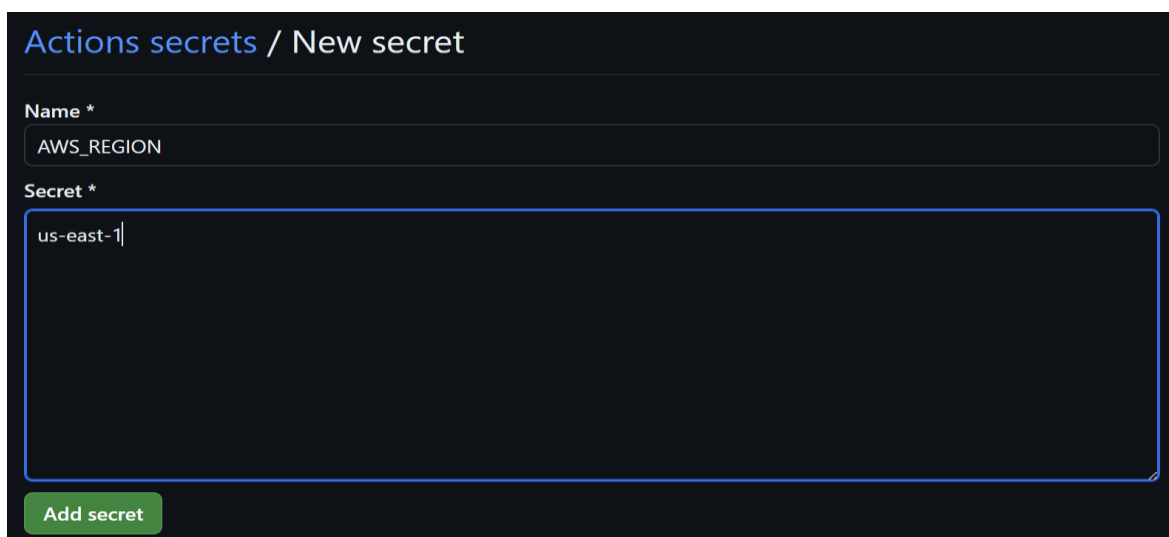 Actions secrets / New secret
Name *
AWS_REGION
Secret *
us-east-1
Add secret